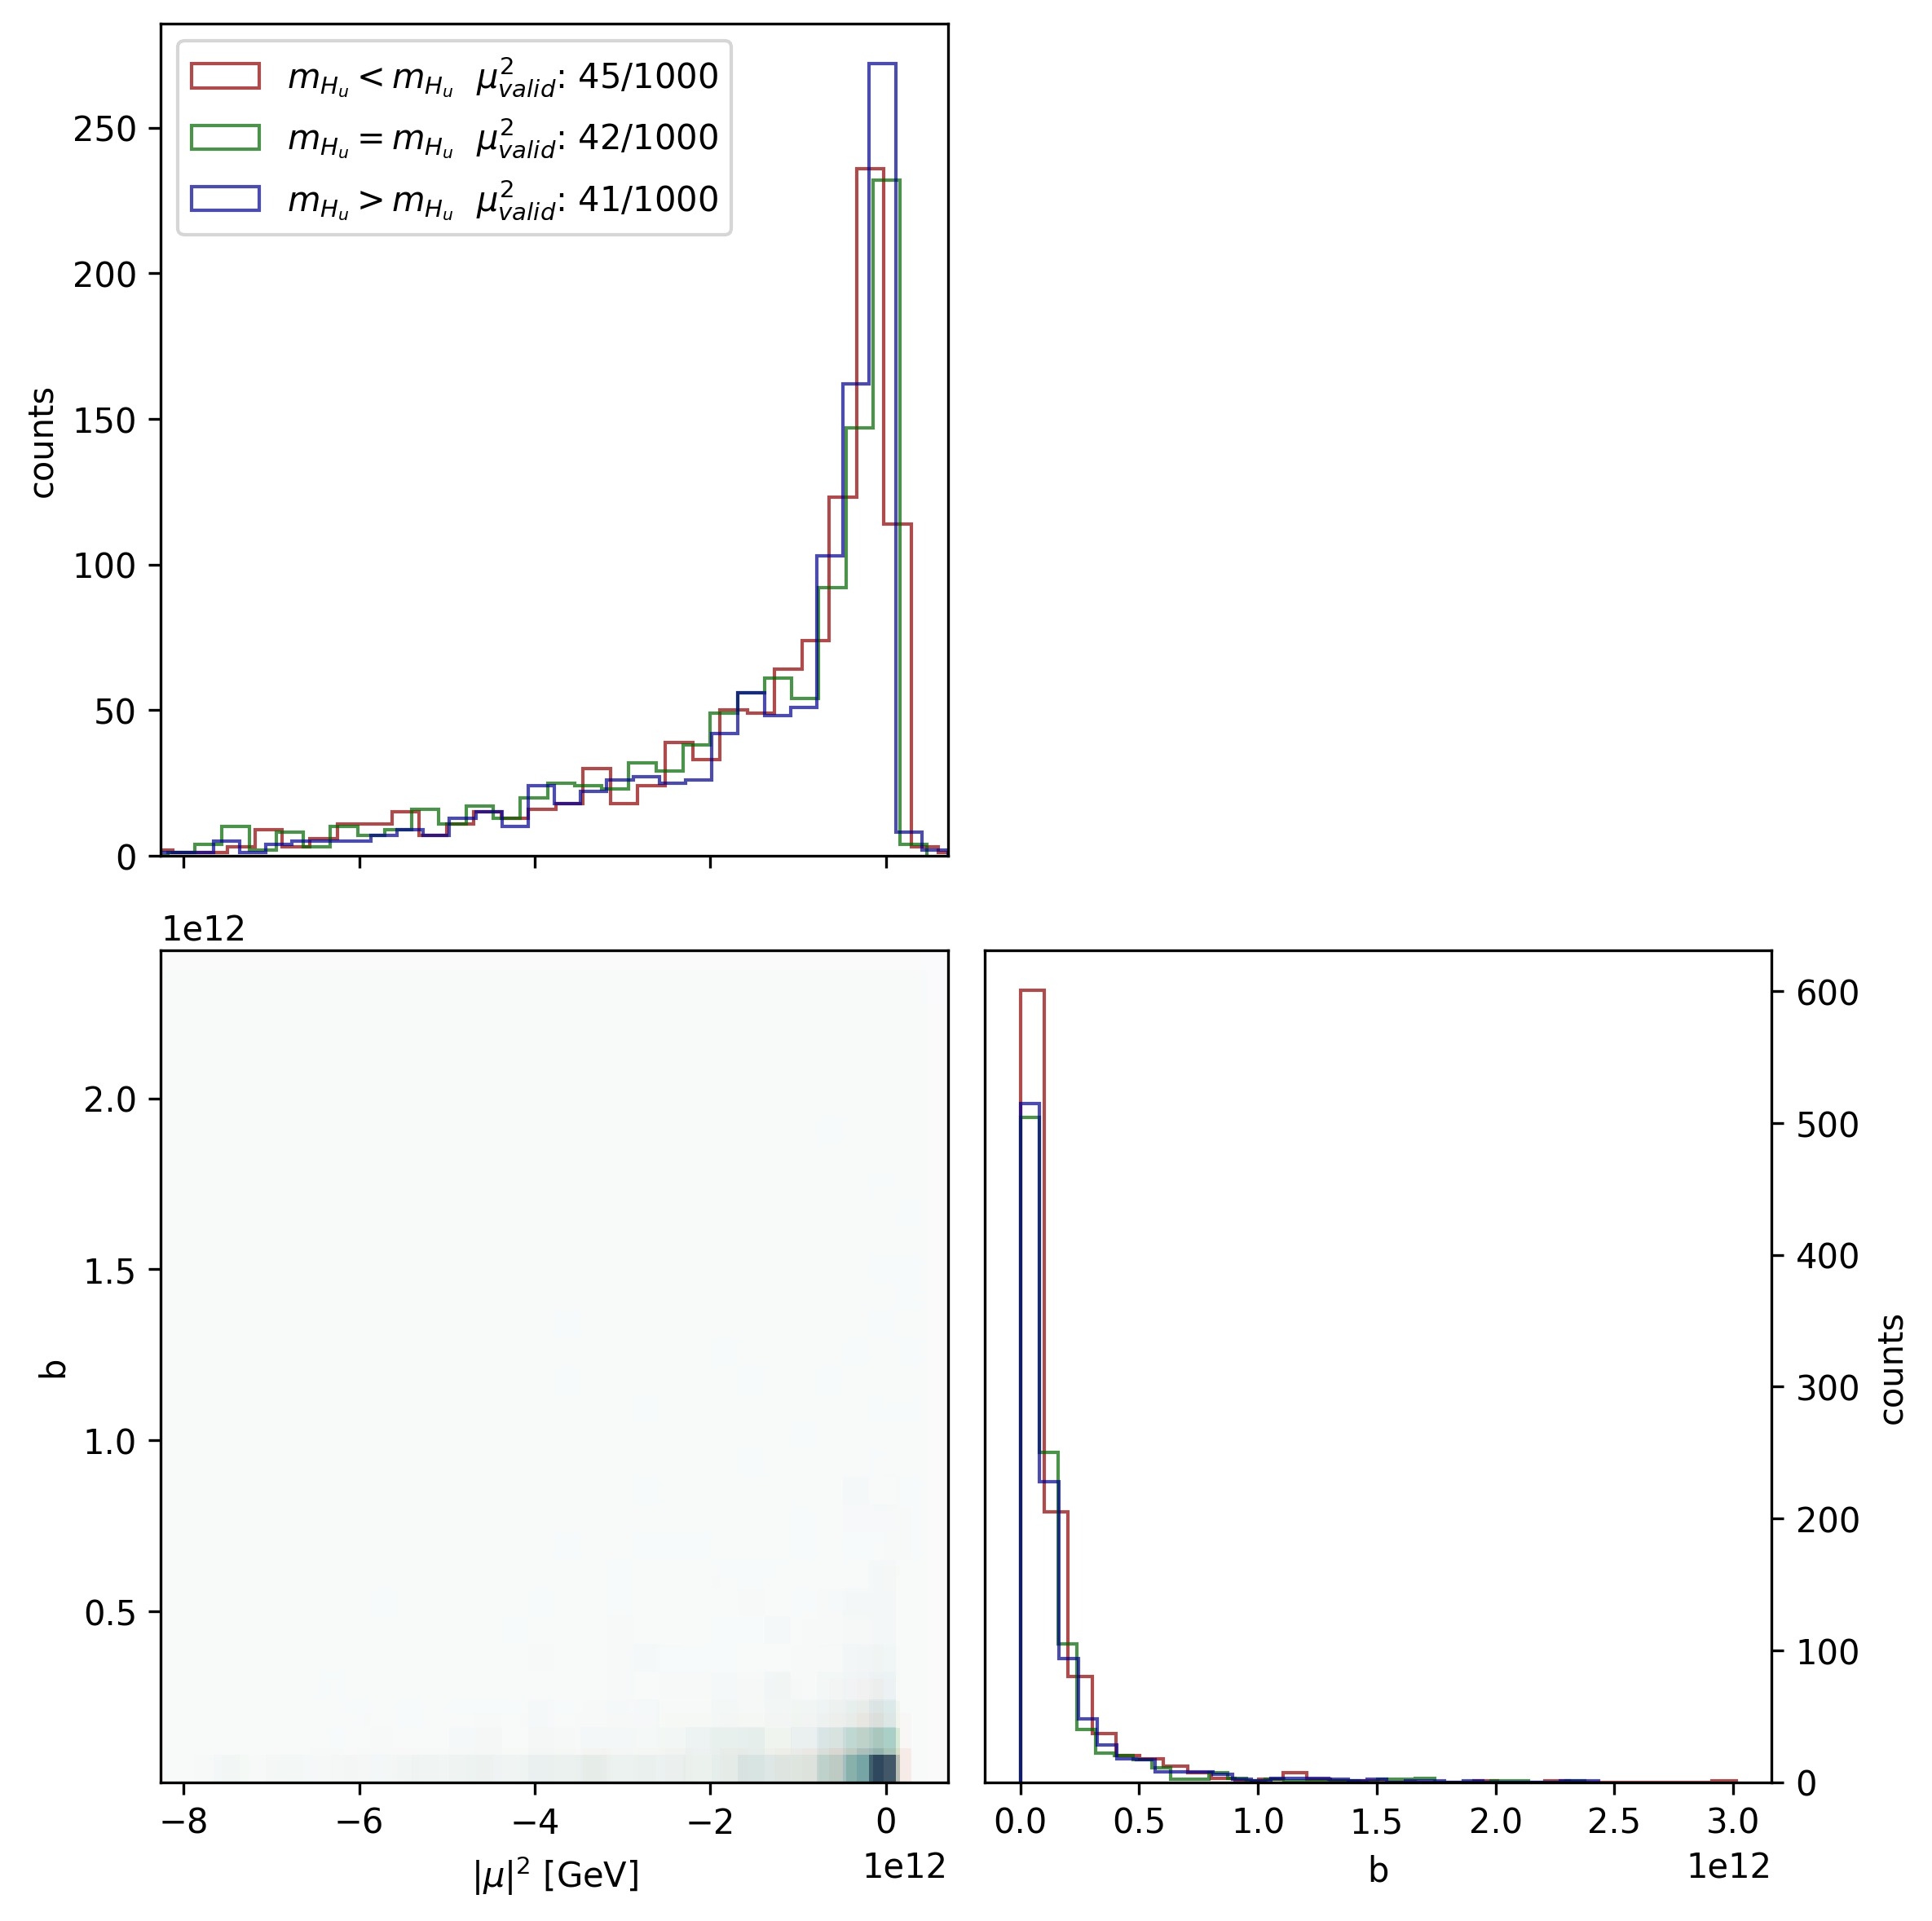 m_{H_u} < m_{H_u} μ²_{valid}: 45/1000
m_{H_u} = m_{H_u} μ²_{valid}: 42/1000
m_{H_u} > m_{H_u} μ²_{valid}: 41/1000
counts
250
200
150
100
50
0
1e12
b
2.0
1.5
1.0
0.5
−8 −6 −4 −2 0
|μ|² [GeV]
1e12
600
500
400
300
200
100
0
counts
0.0 0.5 1.0 1.5 2.0 2.5 3.0
b
1e12